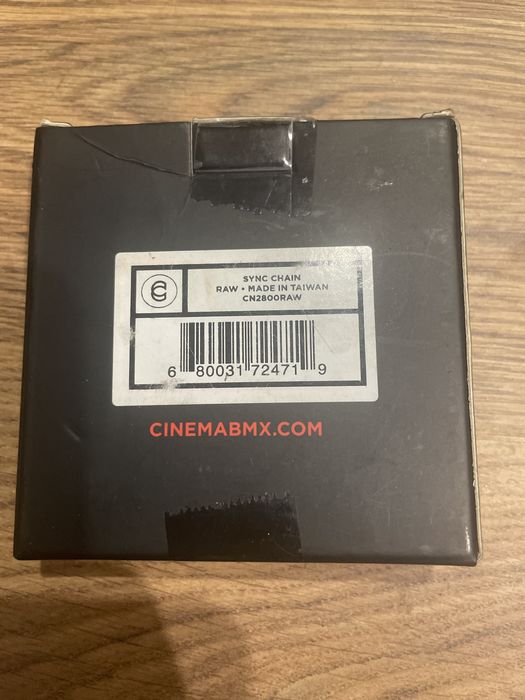 SYNC CHAIN
RAW • MADE IN TAIWAN
CN2800RAW
6 80031 72471 9
CINEMABMX.COM